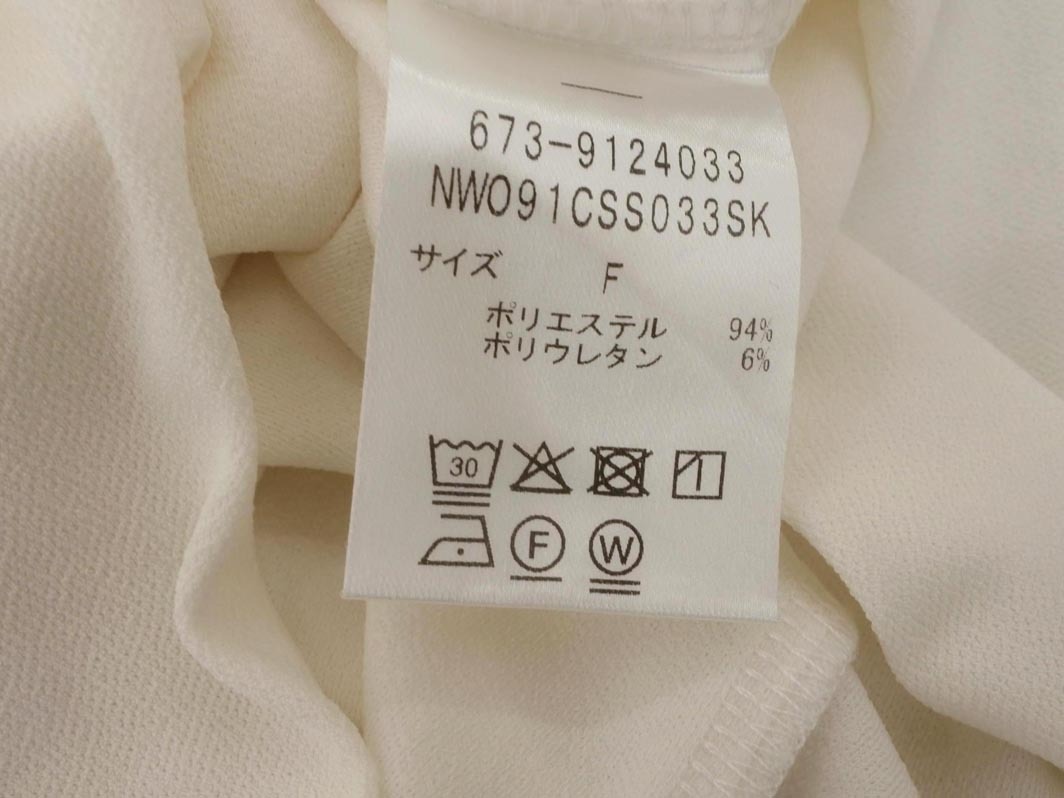 673-9124033
NW091CSS033SK
サイズ F
ポリエステル 94%
ポリウレタン 6%
30
F W